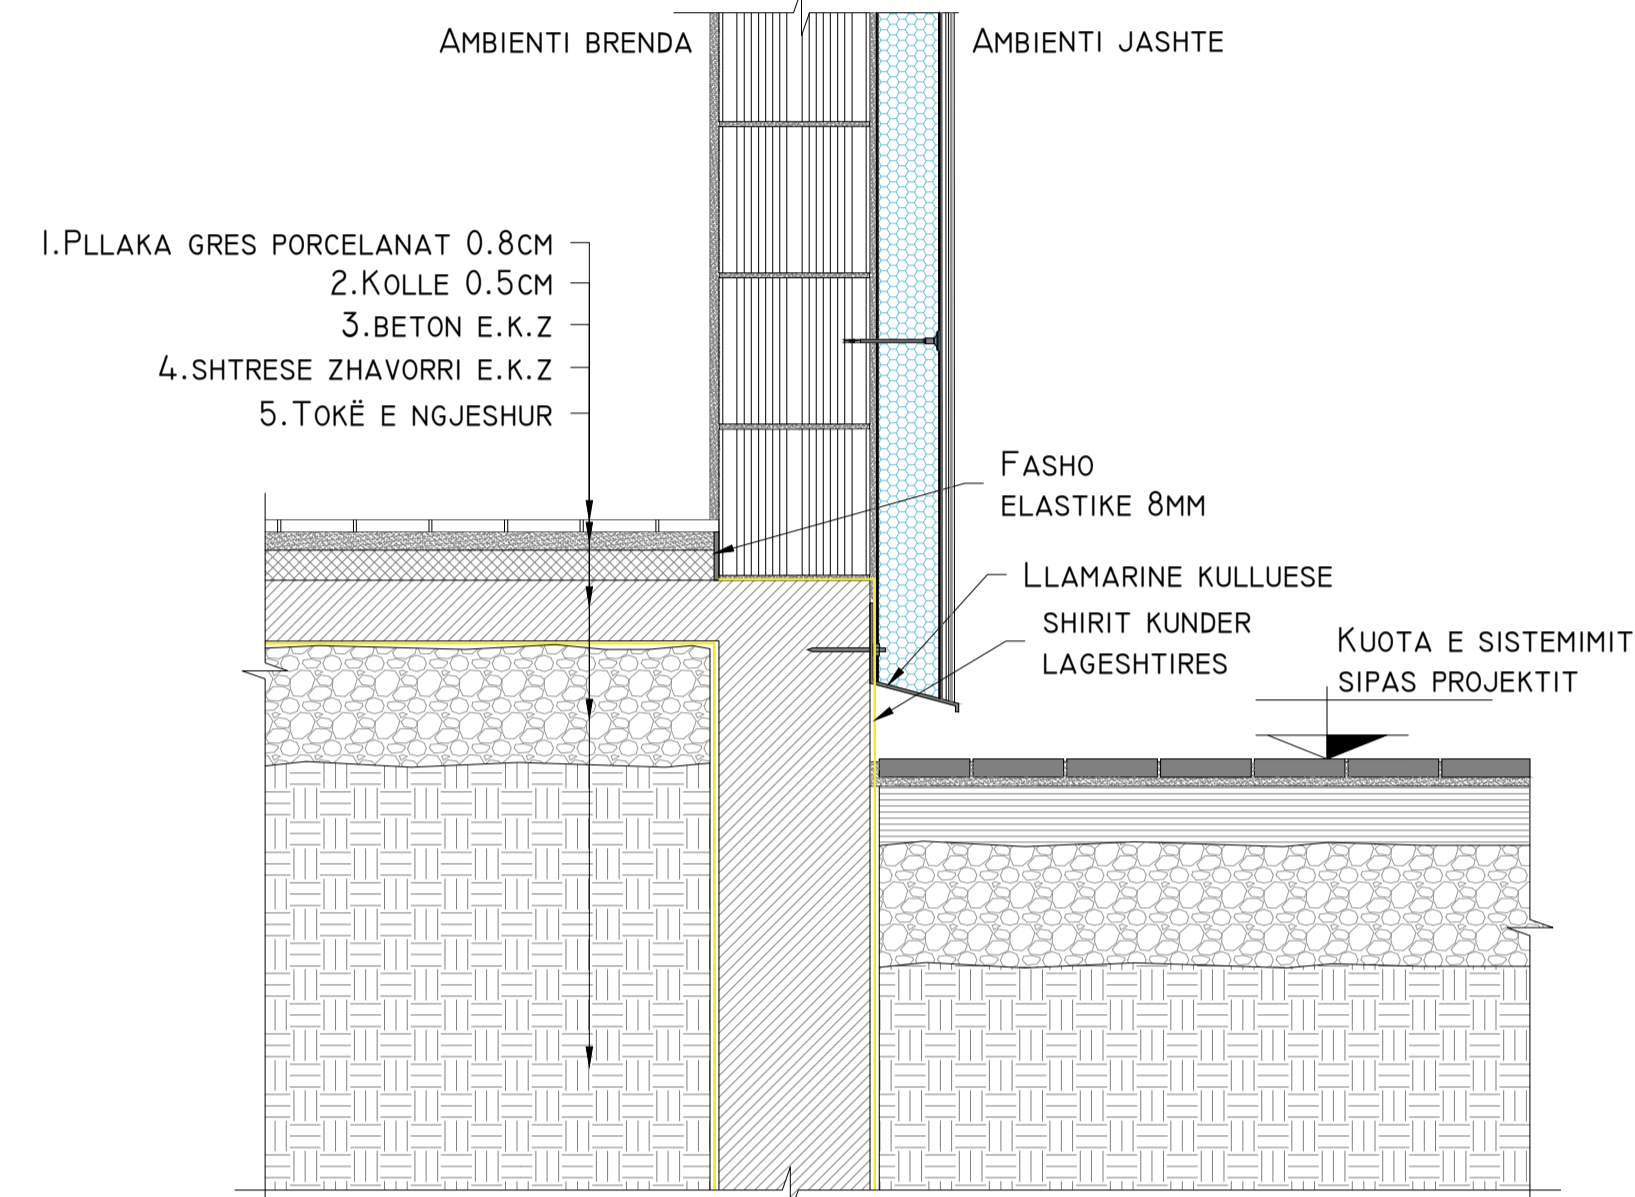 AMBIENTI BRENDA
AMBIENTI JASHTE
1.PLLAKA GRES PORCELANAT 0.8CM
2.KOLLE 0.5CM
3.BETON E.K.Z
4.SHTRESE ZHAVORRI E.K.Z
5.TOKË E NGJESHUR
FASHO
ELASTIKE 8MM
LLAMARINE KULLUESE
SHIRIT KUNDER
LAGESHTIRES
KUOTA E SISTEMIMIT
SIPAS PROJEKTIT